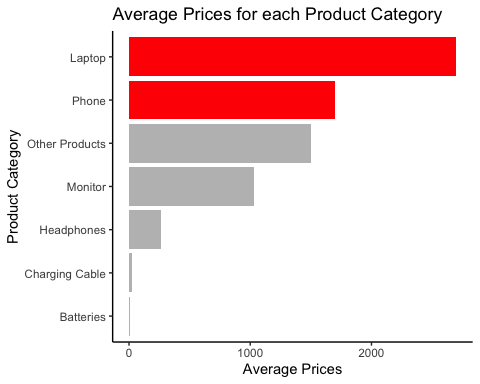 Average Prices for each Product Category
Product Category
Laptop
Phone
Other Products
Monitor
Headphones
Charging Cable
Batteries
0
1000
2000
Average Prices